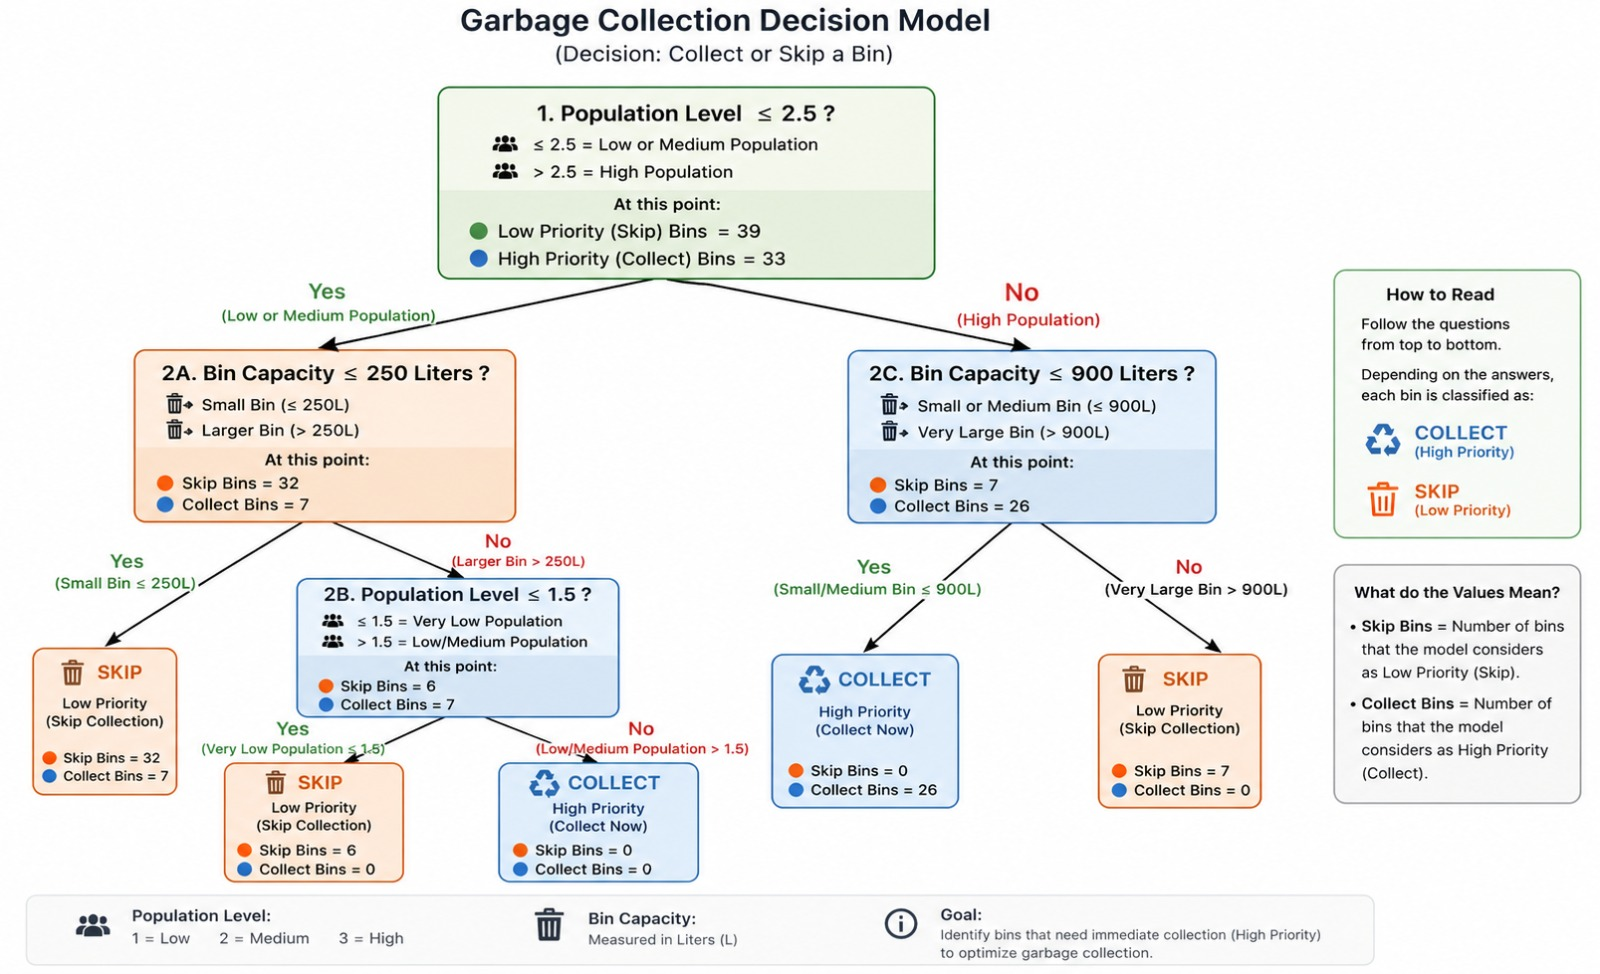 Garbage Collection Decision Model
(Decision: Collect or Skip a Bin)
1. Population Level ≤ 2.5 ?
≤ 2.5 = Low or Medium Population
> 2.5 = High Population
At this point:
Low Priority (Skip) Bins = 39
High Priority (Collect) Bins = 33
Yes
(Low or Medium Population)
No
(High Population)
2A. Bin Capacity ≤ 250 Liters ?
Small Bin (≤ 250L)
Larger Bin (> 250L)
At this point:
Skip Bins = 32
Collect Bins = 7
2C. Bin Capacity ≤ 900 Liters ?
Small or Medium Bin (≤ 900L)
Very Large Bin (> 900L)
At this point:
Skip Bins = 7
Collect Bins = 26
Yes
(Small Bin ≤ 250L)
No
(Larger Bin > 250L)
2B. Population Level ≤ 1.5 ?
≤ 1.5 = Very Low Population
> 1.5 = Low/Medium Population
At this point:
Skip Bins = 6
Collect Bins = 7
Yes
(Small/Medium Bin ≤ 900L)
No
(Very Large Bin > 900L)
SKIP
Low Priority
(Skip Collection)
Skip Bins = 32
Collect Bins = 7
Yes
(Very Low Population ≤ 1.5)
No
(Low/Medium Population > 1.5)
SKIP
Low Priority
(Skip Collection)
Skip Bins = 6
Collect Bins = 0
COLLECT
High Priority
(Collect Now)
Skip Bins = 0
Collect Bins = 0
COLLECT
High Priority
(Collect Now)
Skip Bins = 0
Collect Bins = 26
SKIP
Low Priority
(Skip Collection)
Skip Bins = 7
Collect Bins = 0
How to Read
Follow the questions
from top to bottom.
Depending on the answers,
each bin is classified as:
COLLECT
(High Priority)
SKIP
(Low Priority)
What do the Values Mean?
• Skip Bins = Number of bins
that the model considers
as Low Priority (Skip).
• Collect Bins = Number of
bins that the model
considers as High Priority
(Collect).
Population Level:
1 = Low 2 = Medium 3 = High
Bin Capacity:
Measured in Liters (L)
Goal:
Identify bins that need immediate collection (High Priority)
to optimize garbage collection.